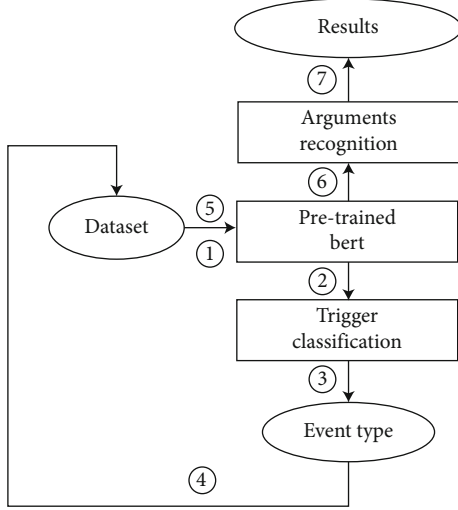 Results
7
Arguments
recognition
6
5
Dataset
1
Pre-trained
bert
2
Trigger
classification
3
Event type
4